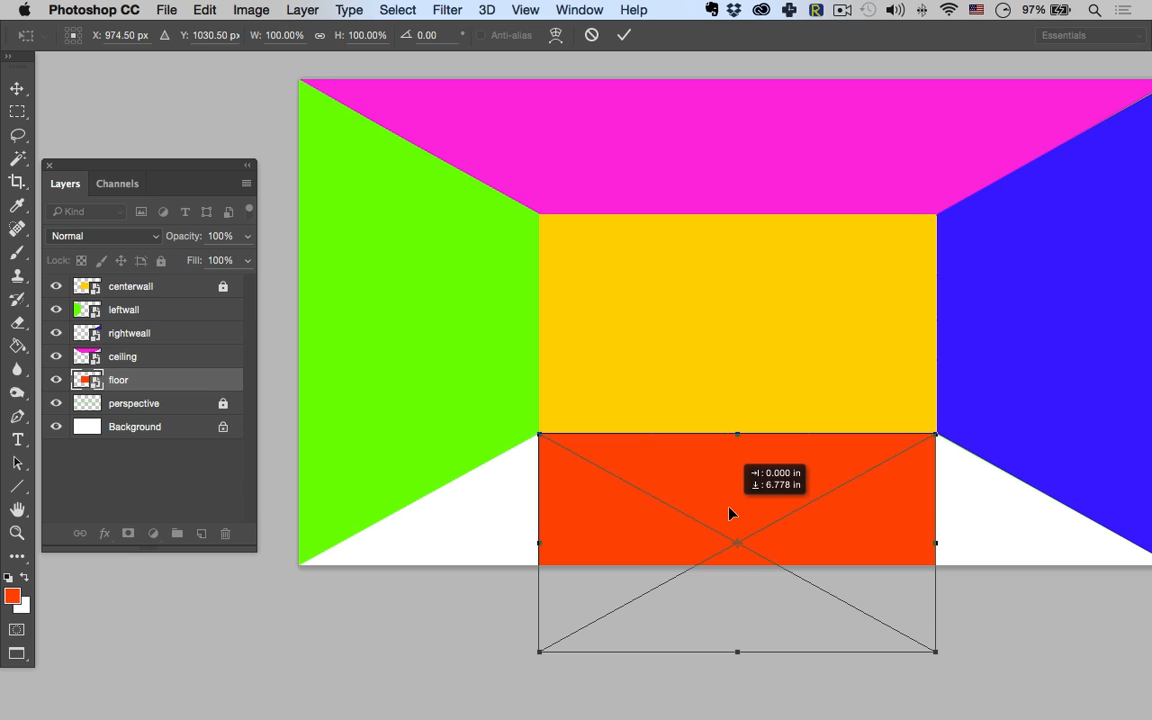 Photoshop CC File Edit Image Layer Type Select Filter 3D View Window Help 97%
X: 974.50 px Y: 1030.50 px W: 100.00% H: 100.00% 0.00 ° Anti-alias Essentials
Layers Channels
Kind
Normal Opacity: 100%
Lock: Fill: 100%
centerwall
leftwall
rightweall
ceiling
floor
perspective
Background
fx
: 0.000 in
: 6.778 in